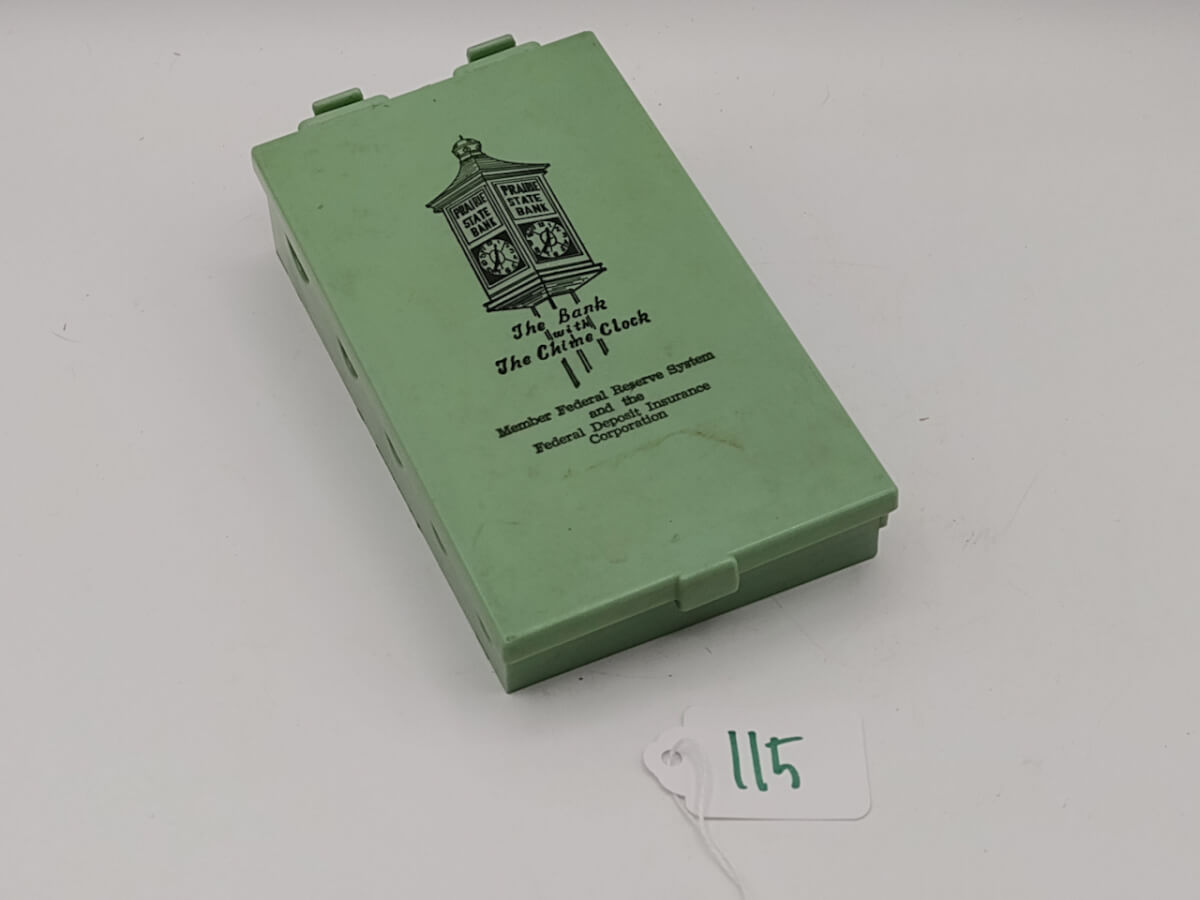 PRAIRIE
STATE
BANK
PRAIRIE
STATE
BANK
The Bank
with
The Chime Clock
Member Federal Reserve System
and the
Federal Deposit Insurance
Corporation
115